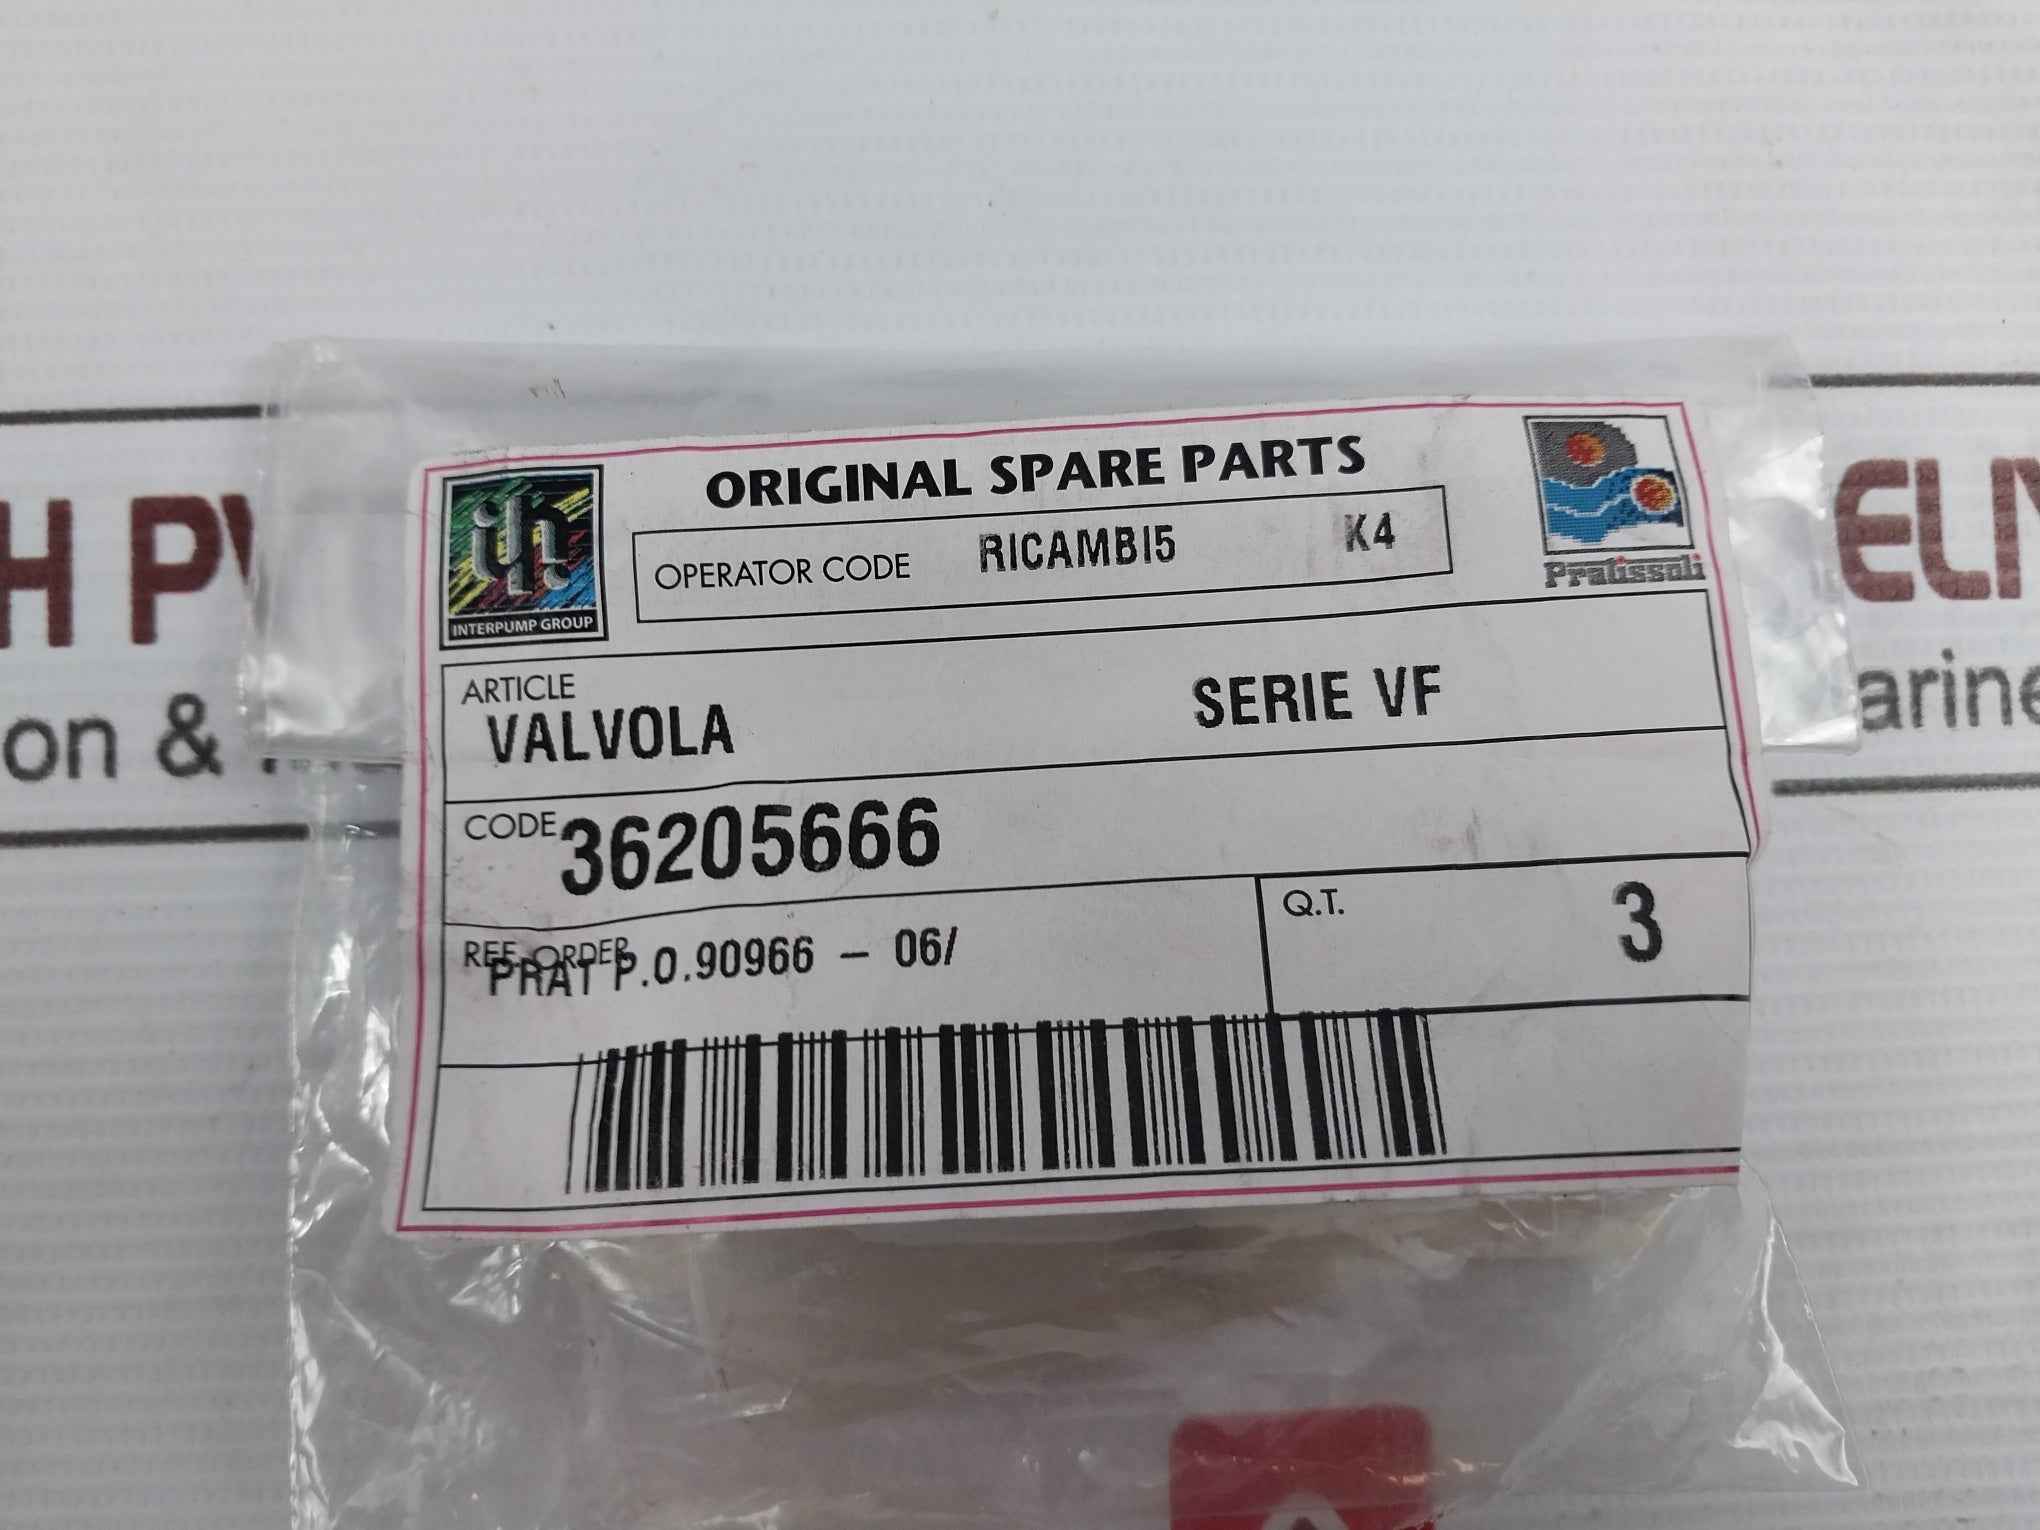 ORIGINAL SPARE PARTS
INTERPUMP GROUP
OPERATOR CODE RICAMBI5 K4
Pratissoli
ARTICLE
VALVOLA SERIE VF
CODE 36205666
REF. ORDER
PRAT P.O.90966 - 06/
Q.T. 3
on &